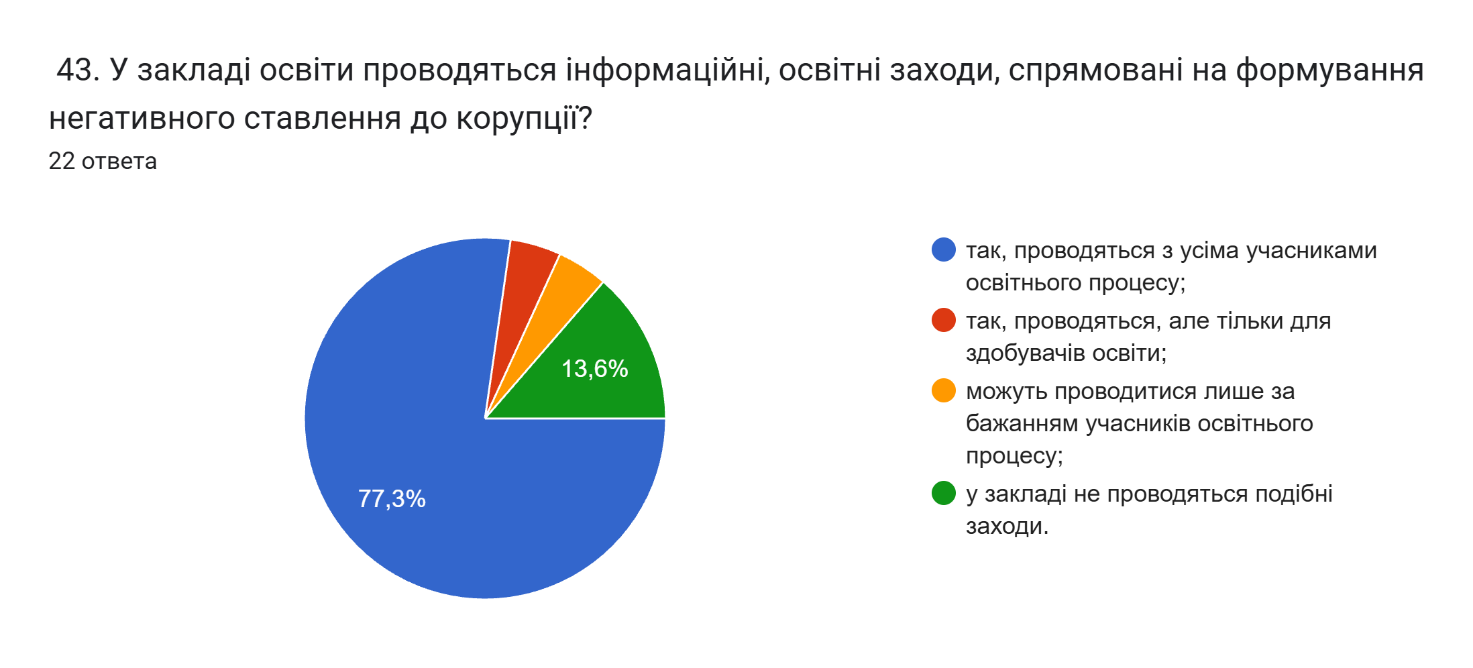 43. У закладі освіти проводяться інформаційні, освітні заходи, спрямовані на формування
негативного ставлення до корупції?
22 ответа
77,3%
13,6%
так, проводяться з усіма учасниками
освітнього процесу;
так, проводяться, але тільки для
здобувачів освіти;
можуть проводитися лише за
бажанням учасників освітнього
процесу;
у закладі не проводяться подібні
заходи.